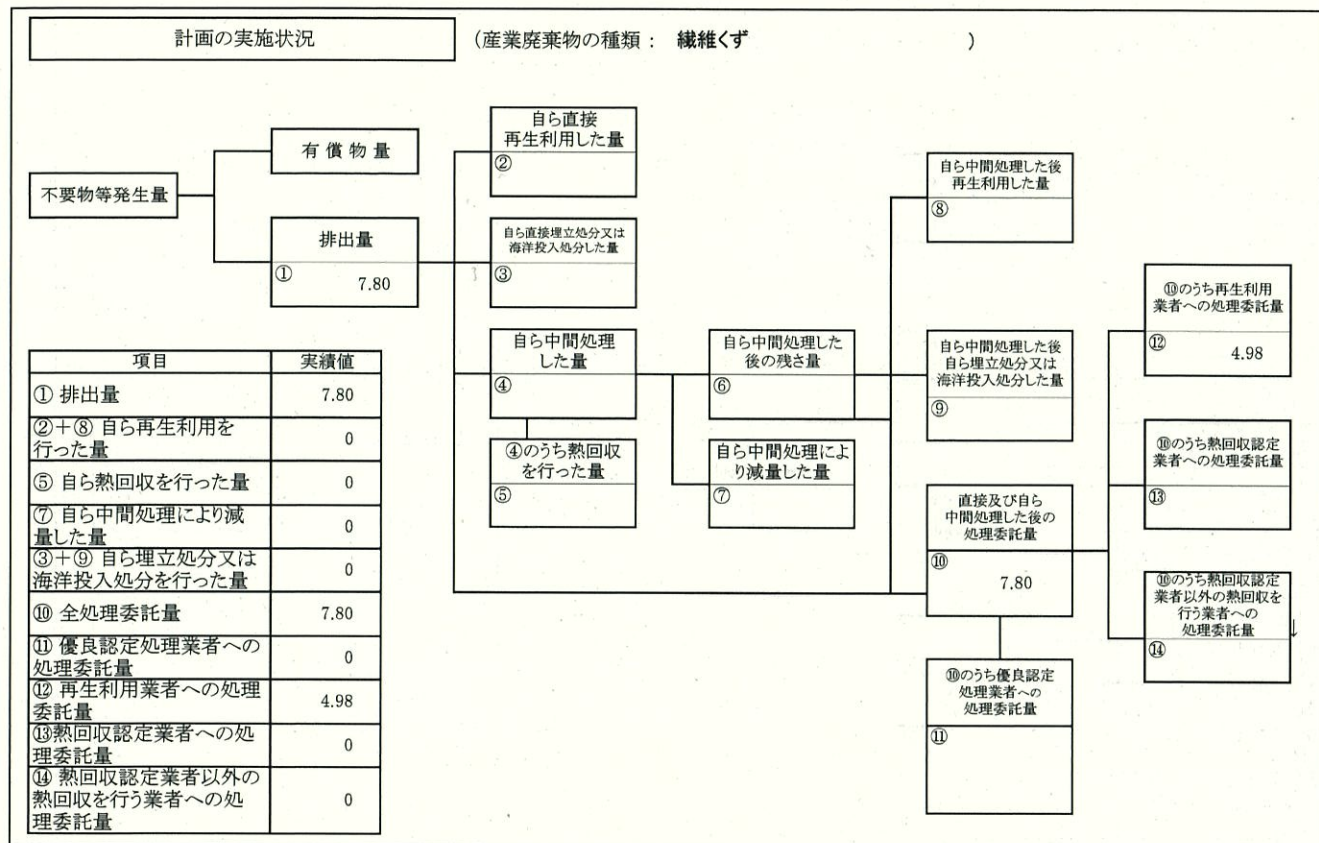 計画の実施状況
(産業廃棄物の種類： 繊維くず )
不要物等発生量
有償物量
排出量
①
7.80
自ら直接
再生利用した量
②
自ら直接埋立処分又は
海洋投入処分した量
③
自ら中間処理
した量
④
④のうち熱回収
を行った量
⑤
自ら中間処理した
後の残さ量
⑥
自ら中間処理によ
り減量した量
⑦
自ら中間処理した後
再生利用した量
⑧
自ら中間処理した後
自ら埋立処分又は
海洋投入処分した量
⑨
直接及び自ら
中間処理した後の
処理委託量
⑩
7.80
⑩のうち優良認定
処理業者への
処理委託量
⑪
⑩のうち再生利用
業者への処理委託量
⑫
4.98
⑩のうち熱回収認定
業者への処理委託量
⑬
⑩のうち熱回収認定
業者以外の熱回収を
行う業者への
処理委託量
⑭
項目 実績値
① 排出量 7.80
②＋⑧ 自ら再生利用を
行った量 0
⑤ 自ら熱回収を行った量 0
⑦ 自ら中間処理により減
量した量 0
③＋⑨ 自ら埋立処分又は
海洋投入処分を行った量 0
⑩ 全処理委託量 7.80
⑪ 優良認定処理業者への
処理委託量 0
⑫ 再生利用業者への処理
委託量 4.98
⑬熱回収認定業者への処
理委託量 0
⑭ 熱回収認定業者以外の
熱回収を行う業者への処
理委託量 0